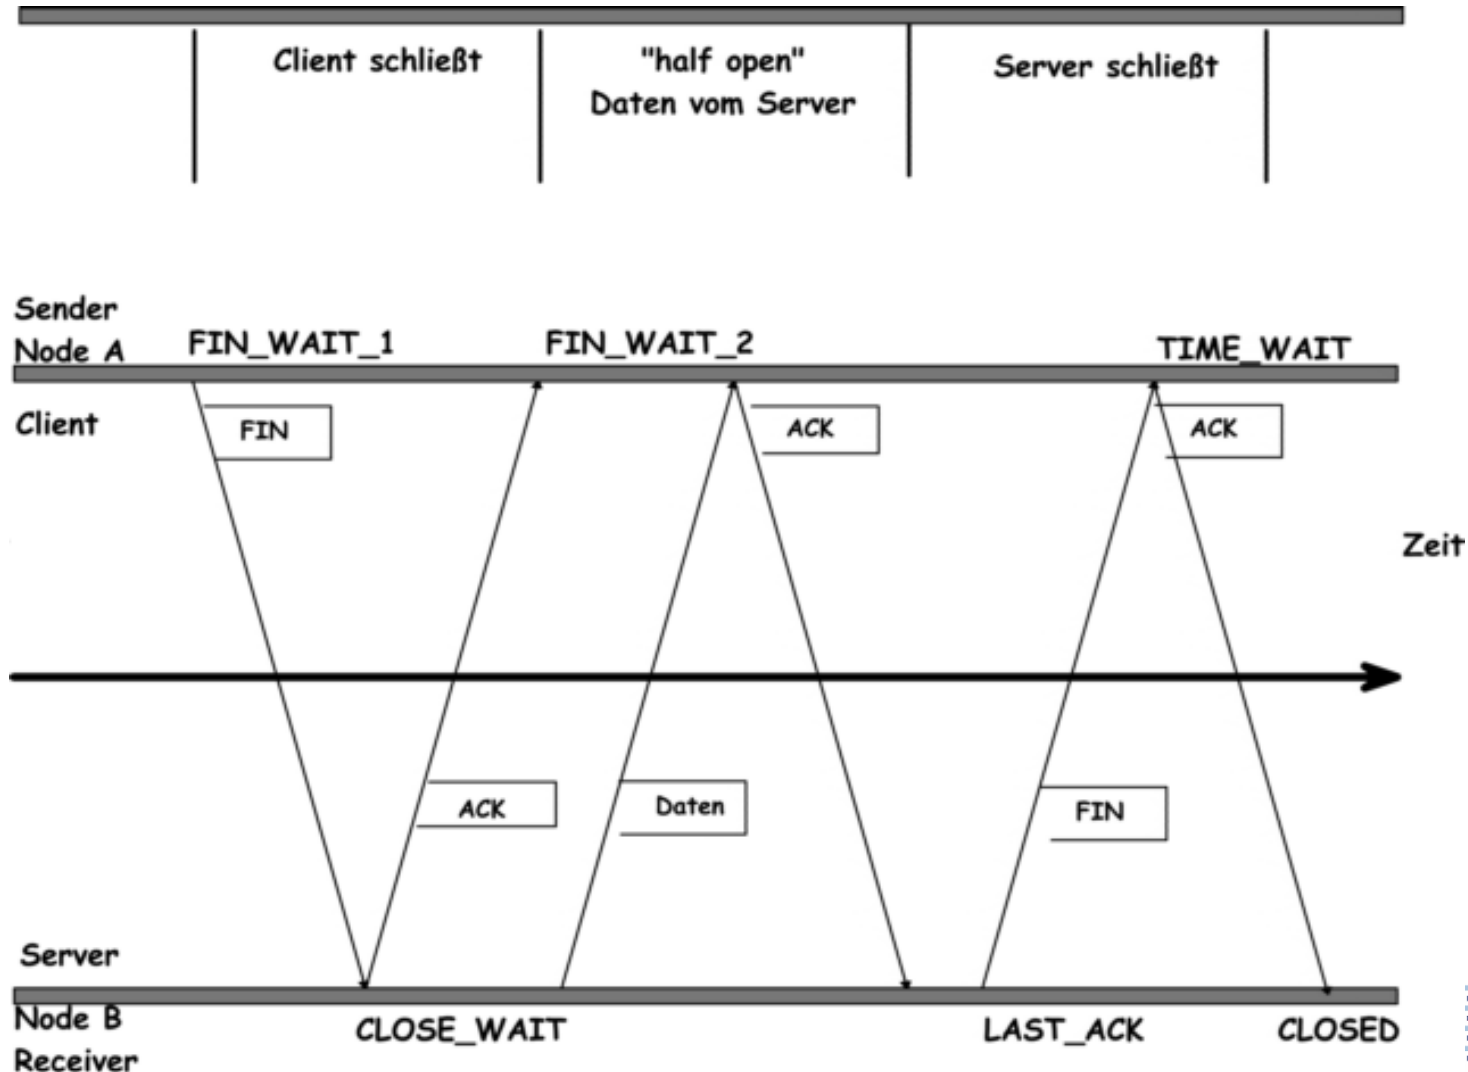 Client schließt
"half open"
Daten vom Server
Server schließt
Sender
Node A
FIN_WAIT_1
FIN_WAIT_2
TIME_WAIT
Client
FIN
ACK
ACK
Zeit
ACK
Daten
FIN
Server
Node B
Receiver
CLOSE_WAIT
LAST_ACK
CLOSED